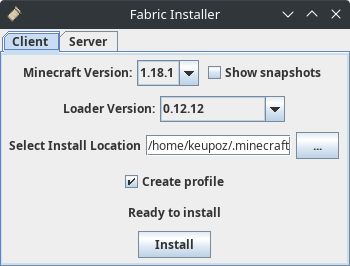 Fabric Installer
Client Server
Minecraft Version: 1.18.1 Show snapshots
Loader Version: 0.12.12
Select Install Location /home/keupoz/.minecraft ...
Create profile
Ready to install
Install